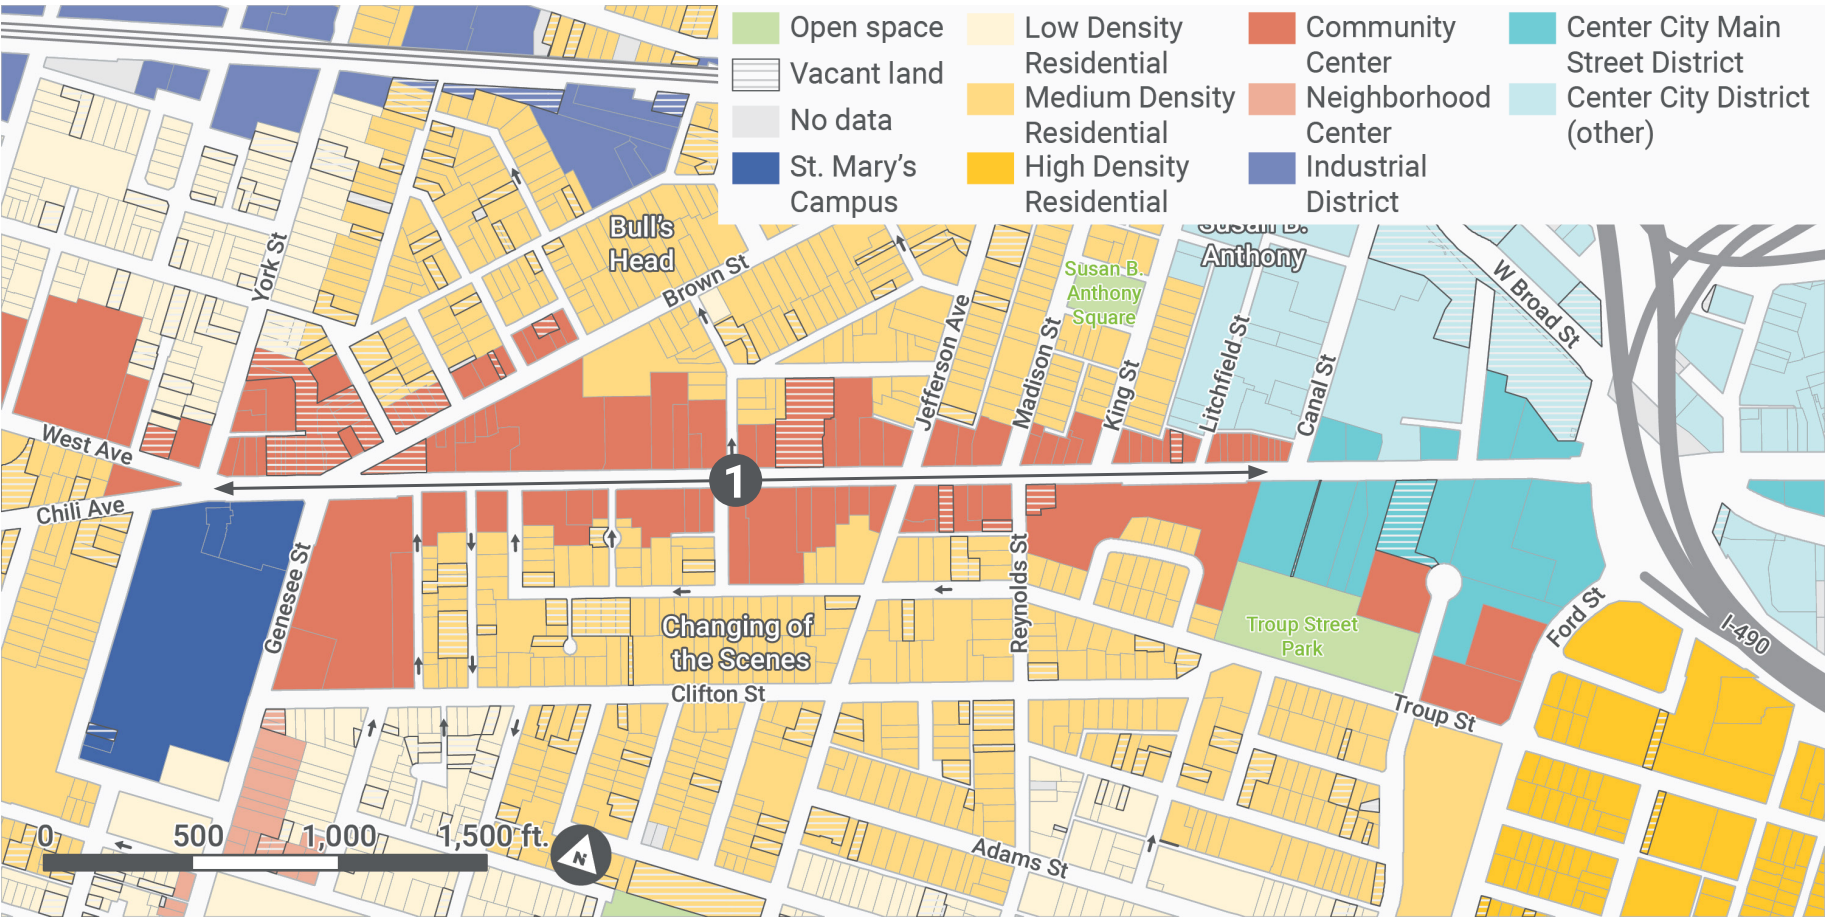 Open space
Vacant land
No data
St. Mary's
Campus
Low Density
Residential
Medium Density
Residential
High Density
Residential
Community
Center
Neighborhood
Center
Industrial
District
Center City Main
Street District
Center City District
(other)
Bull's
Head
Susan B.
Anthony
York St
Brown St
Susan B.
Anthony
Square
W Broad St
Jefferson Ave
Madison St
King St
Litchfield St
Canal St
West Ave
Chili Ave
1
Genesee St
Reynolds St
Changing of
the Scenes
Troup Street
Park
Ford St
I-490
Clifton St
Troup St
0
500
1,000
1,500 ft.
N
Adams St